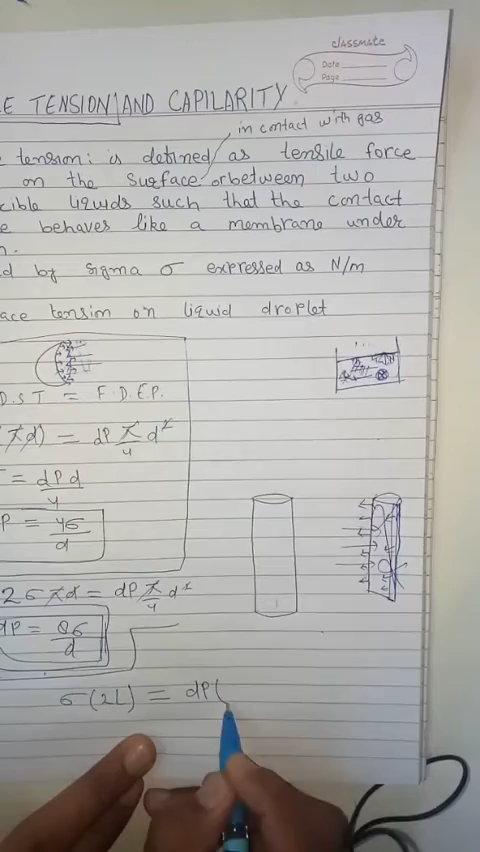 classmate
Date
Page
E TENSION AND CAPILARITY
in contact with gas
tension: is defined as tensile force
on the surface or between two
cible liquids such that the contact
e behaves like a membrane under
n.
d by sigma σ expressed as N/m
ace tension on liquid droplet
D.S.T = F.D.E.P.
πd) = dP π/4 d²
= dPd/4
P = 4σ/d
2σπd = dP π/4 d²
dP = 8σ/d
σ(2L) = dP(